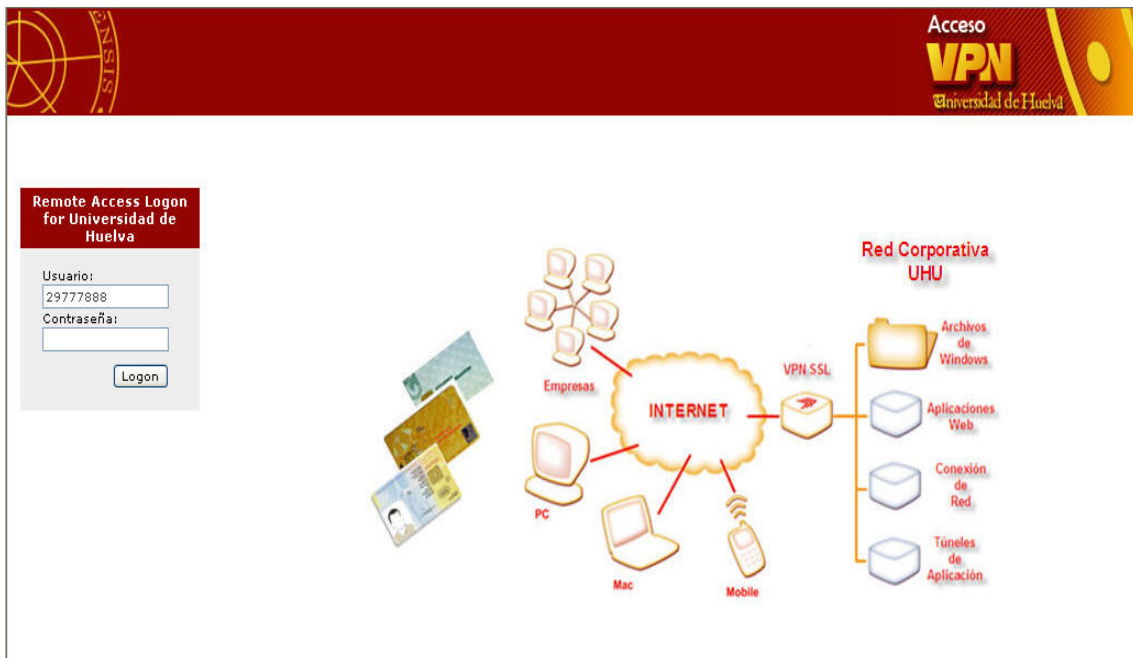 ENSIS
Acceso
VPN
Universidad de Huelva
Remote Access Logon
for Universidad de
Huelva
Usuario:
29777888
Contraseña:
Logon
Empresas
INTERNET
PC
Mac
Mobile
VPN SSL
Red Corporativa
UHU
Archivos
de
Windows
Aplicaciones
Web
Conexión
de
Red
Túneles
de
Aplicación